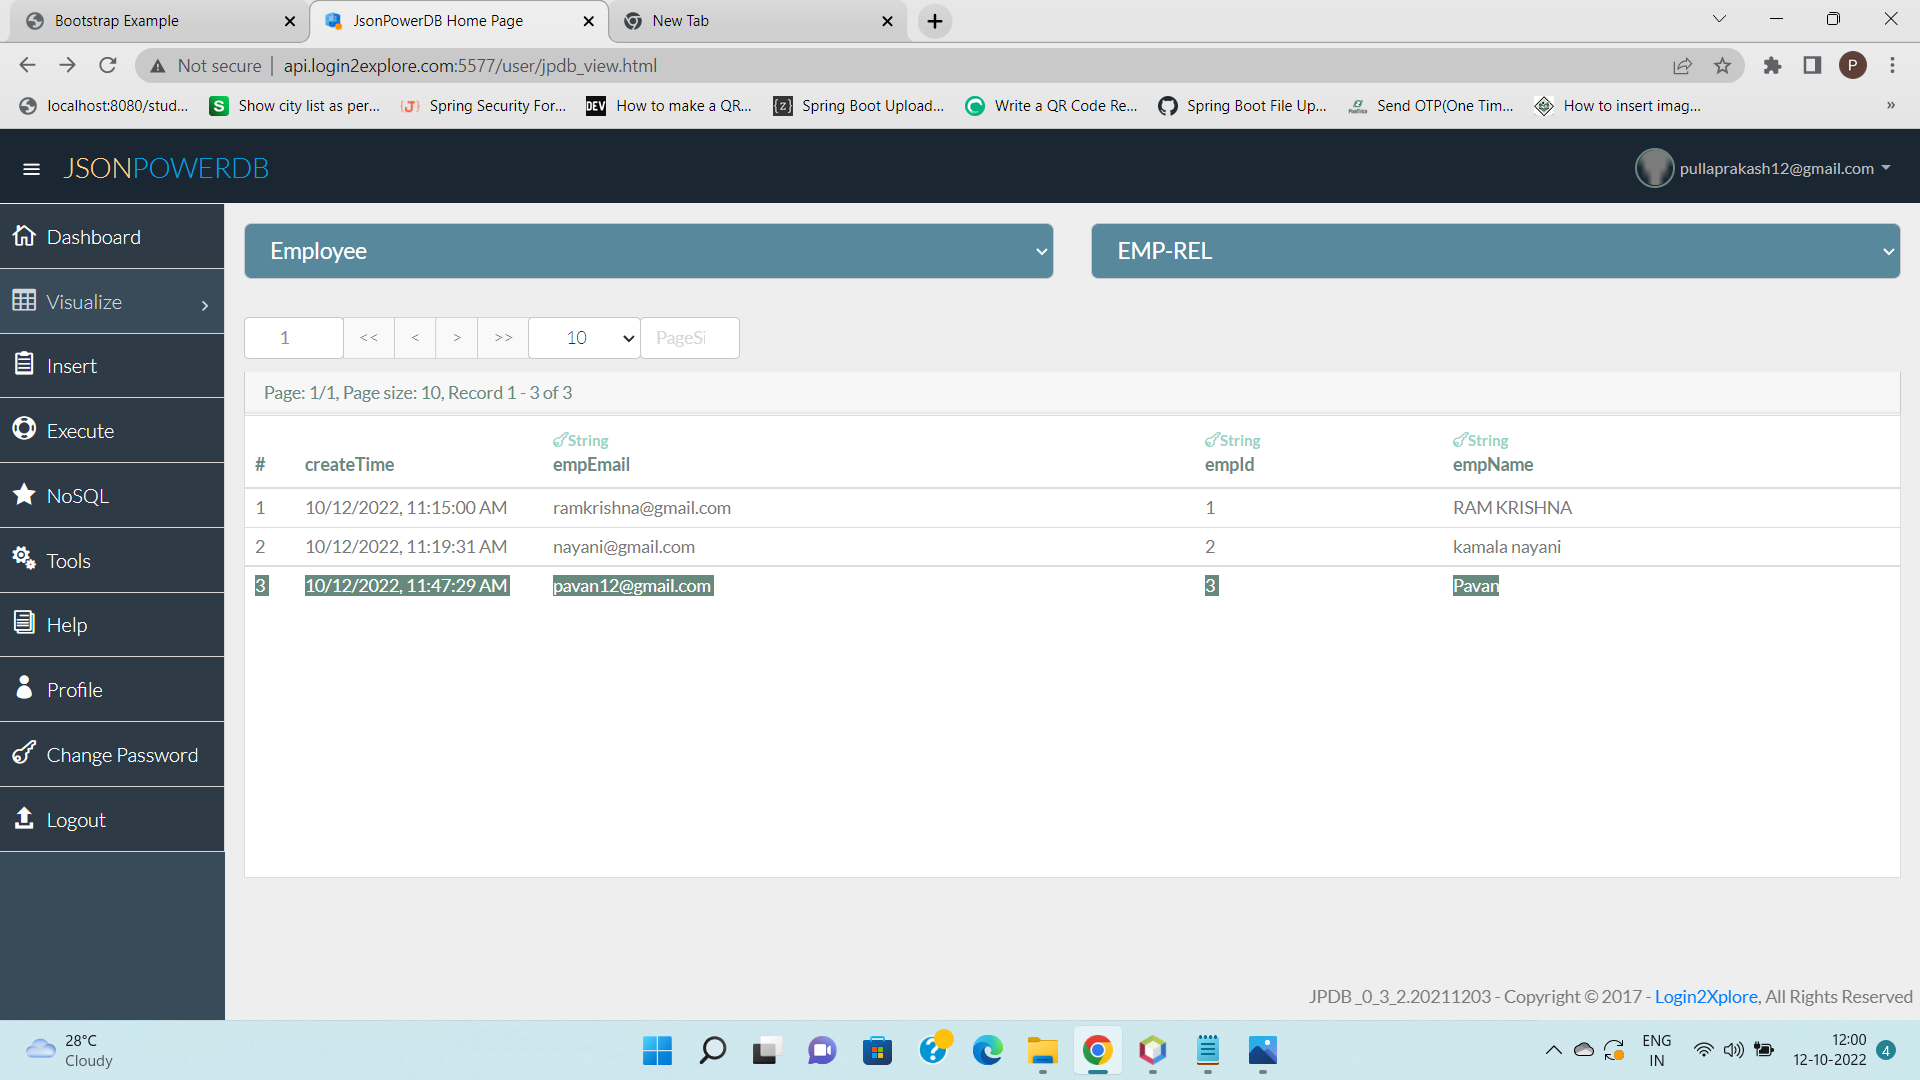 Bootstrap Example
JsonPowerDB Home Page
New Tab
Not secure
api.login2explore.com:5577/user/jpdb_view.html
P
localhost:8080/stud...
S
Show city list as per...
{J}
Spring Security For...
DEV
How to make a QR...
{z}
Spring Boot Upload...
Write a QR Code Re...
Spring Boot File Up...
Send OTP(One Tim...
How to insert imag...
»
JSONPOWERDB
pullaprakash12@gmail.com
Dashboard
Visualize
Insert
Execute
NoSQL
Tools
Help
Profile
Change Password
Logout
Employee
EMP-REL
1
<<
<
>
>>
10
PageSi
Page: 1/1, Page size: 10, Record 1 - 3 of 3
String String String
# createTime empEmail empId empName
1 10/12/2022, 11:15:00 AM ramkrishna@gmail.com 1 RAM KRISHNA
2 10/12/2022, 11:19:31 AM nayani@gmail.com 2 kamala nayani
3 10/12/2022, 11:47:29 AM pavan12@gmail.com 3 Pavan
JPDB_0_3_2.20211203 - Copyright © 2017 - Login2Xplore, All Rights Reserved
28°C
Cloudy
ENG
IN
12:00
12-10-2022
4